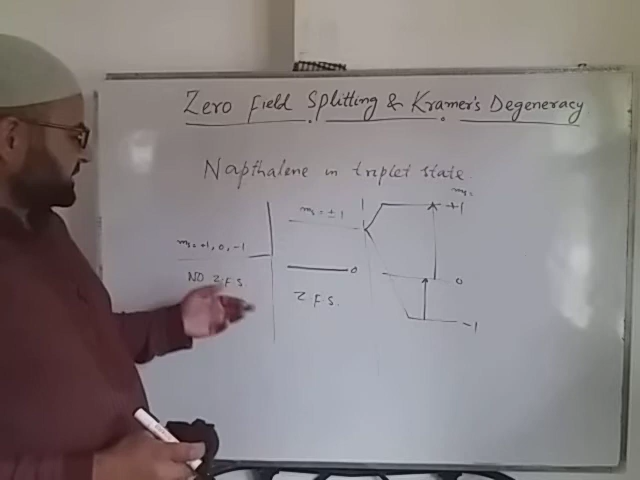 Zero Field Splitting & Kramer's Degeneracy
Napthalene in triplet state.
ms = +1, 0, -1
NO Z.F.S.
ms = ± 1
0
Z.F.S.
ms
+1
0
-1